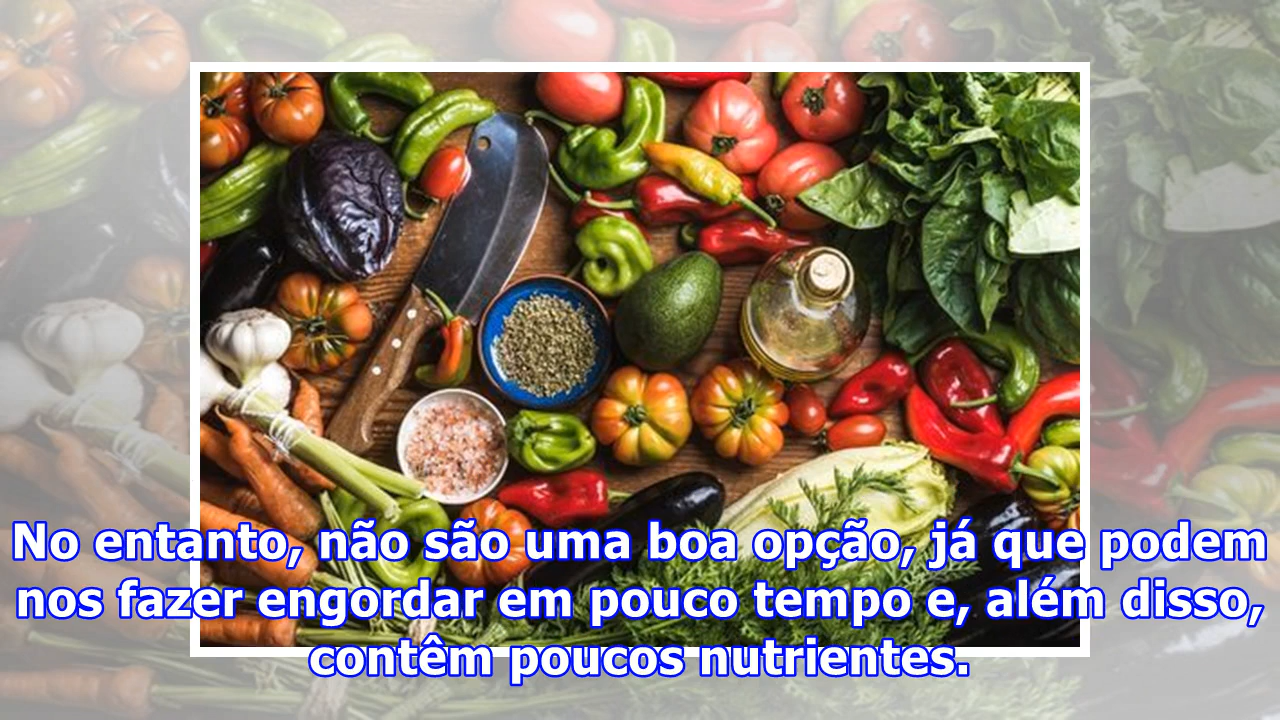 No entanto, não são uma boa opção, já que podem
nos fazer engordar em pouco tempo e, além disso,
contêm poucos nutrientes.